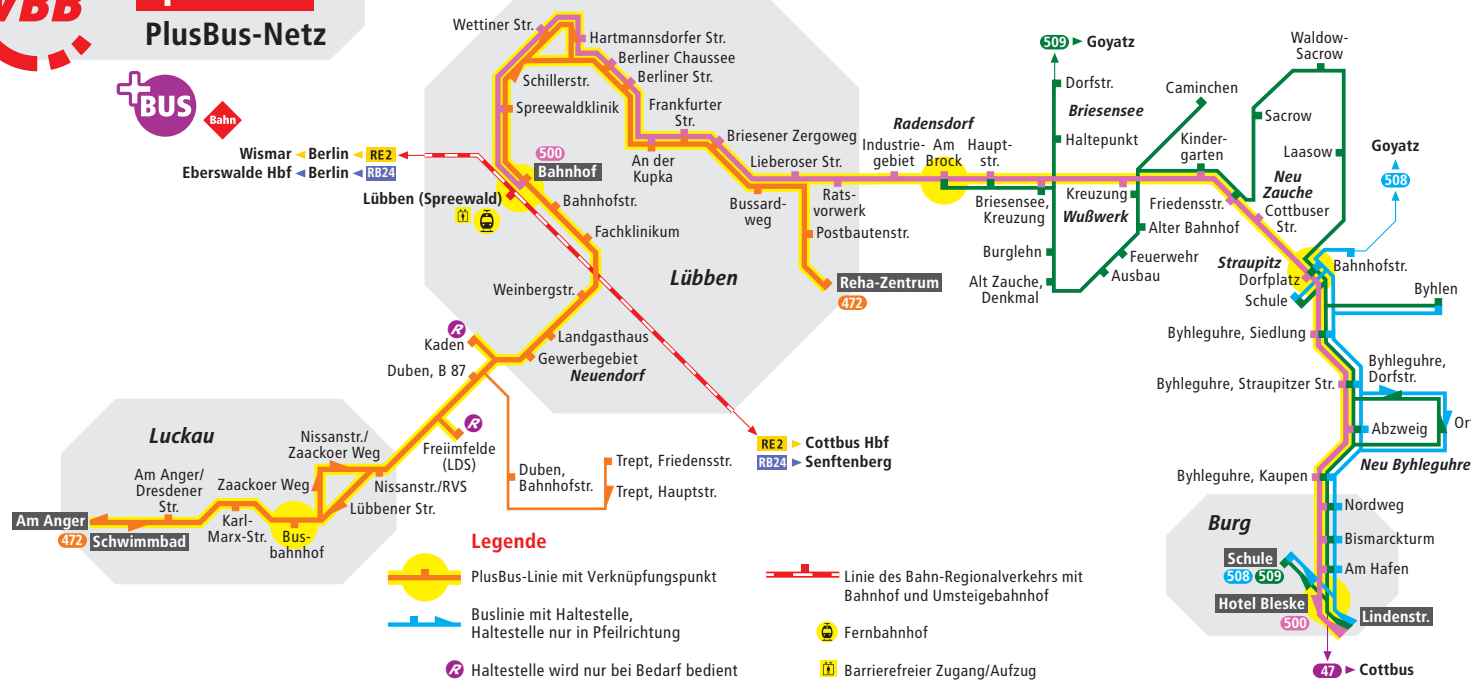 VBB
PlusBus-Netz
+BUS
Bahn
Wismar
Berlin
RE2
Eberswalde Hbf
Berlin
RB24
Lübben (Spreewald)
500
Bahnhof
Wettiner Str.
Hartmannsdorfer Str.
Berliner Chaussee
Berliner Str.
Schillerstr.
Spreewaldklinik
Frankfurter
Str.
An der
Kupka
Briesener Zergoweg
Lieberoser Str.
Bussard-
weg
Rats-
vorwerk
Postbautenstr.
Reha-Zentrum
472
Bahnhofstr.
Fachklinikum
Lübben
Weinbergstr.
Landgasthaus
Gewerbegebiet
Neuendorf
Kaden
R
Duben, B 87
R
Freiimfelde
(LDS)
Duben,
Bahnhofstr.
Trept, Friedensstr.
Trept, Hauptstr.
RE2
Cottbus Hbf
RB24
Senftenberg
Luckau
Nissanstr./
Zaackoer Weg
Nissanstr./RVS
Lübbener Str.
Zaackoer Weg
Am Anger/
Dresdener
Str.
Karl-
Marx-Str.
Bus-
bahnhof
Am Anger
472
Schwimmbad
Radensdorf
Industrie-
gebiet
Am
Brock
Haupt-
str.
509
Goyatz
Dorfstr.
Briesensee
Haltepunkt
Briesensee,
Kreuzung
Burglehn
Alt Zauche,
Denkmal
Caminchen
Kreuzung
Wußwerk
Alter Bahnhof
Feuerwehr
Ausbau
Kinder-
garten
Friedensstr.
Neu
Zauche
Cottbuser
Str.
Waldow-
Sacrow
Sacrow
Laasow
Goyatz
508
Straupitz
Dorfplatz
Schule
Bahnhofstr.
Byhlen
Byhleguhre, Siedlung
Byhleguhre, Straupitzer Str.
Byhleguhre,
Dorfstr.
Abzweig
Or
Neu Byhleguhre
Byhleguhre, Kaupen
Nordweg
Bismarckturm
Am Hafen
Burg
Schule
508
509
Hotel Bleske
500
Lindenstr.
47
Cottbus
Legende
PlusBus-Linie mit Verknüpfungspunkt
Buslinie mit Haltestelle,
Haltestelle nur in Pfeilrichtung
R
Haltestelle wird nur bei Bedarf bedient
Linie des Bahn-Regionalverkehrs mit
Bahnhof und Umsteigebahnhof
Fernbahnhof
Barrierefreier Zugang/Aufzug